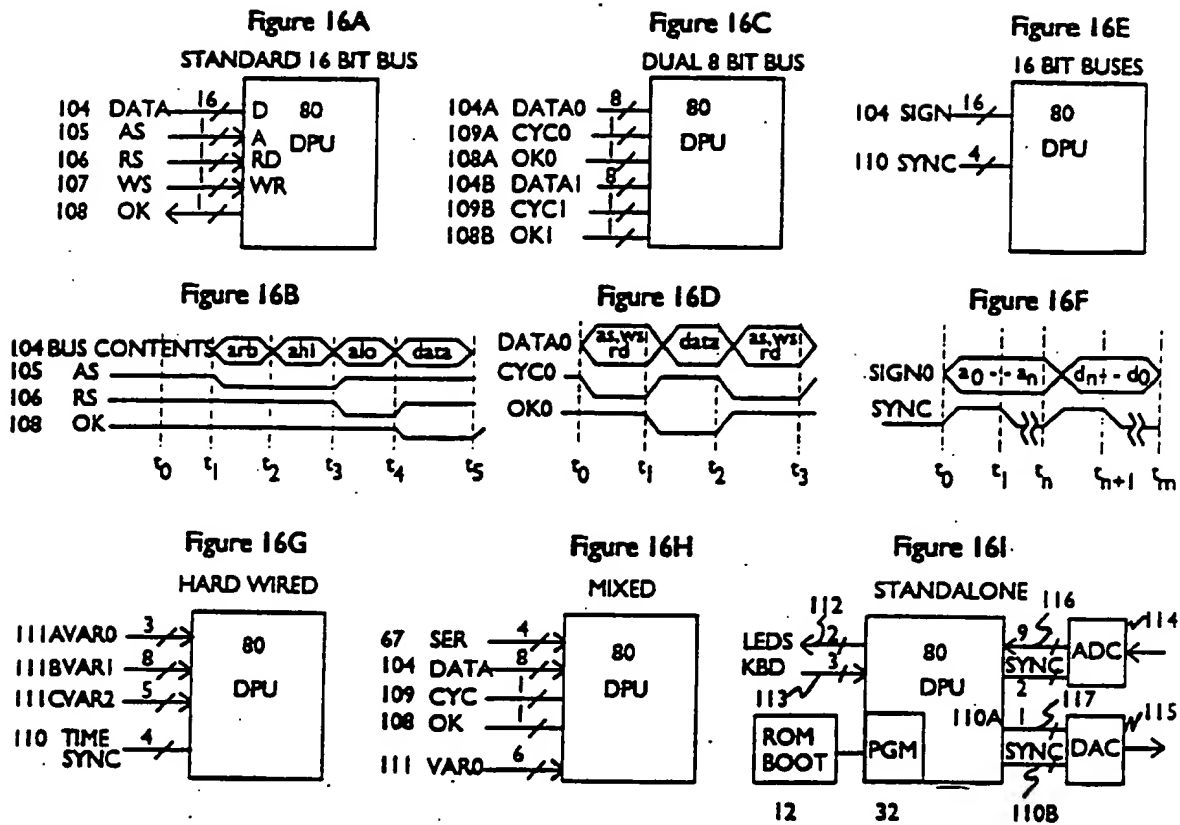 Figure 16A
STANDARD 16 BIT BUS
104 DATA 16 D 80
105 AS 1 A DPU
106 RS 1 RD
107 WS 1 WR
108 OK 1
Figure 16C
DUAL 8 BIT BUS
104A DATA0 8 80
109A CYC0 1 DPU
108A OK0 1
104B DATA1 8
109B CYC1 1
108B OK1 1
Figure 16E
16 BIT BUSES
104 SIGN 16 80
110 SYNC 4 DPU
Figure 16B
104 BUS CONTENTS arb ahi alo data
105 AS
106 RS
108 OK
t0 t1 t2 t3 t4 t5
Figure 16D
DATA0 as,ws rd data as,ws rd
CYC0
OK0
t0 t1 t2 t3
Figure 16F
SIGN0 a0 - - an dn - - d0
SYNC
t0 t1 tn tn+1 tm
Figure 16G
HARD WIRED
111A VAR0 3 80
111B VAR1 8 DPU
111C VAR2 5
110 TIME SYNC 4
Figure 16H
MIXED
67 SER 4 80
104 DATA 8 DPU
109 CYC 1
108 OK 1
111 VAR0 6
Figure 16I
STANDALONE
112 116 114
LEDS 2 80 9 ADC
KBD 3 DPU SYNC 2
113 110A 1 117 115
ROM BOOT PGM SYNC DAC
12 32 110B